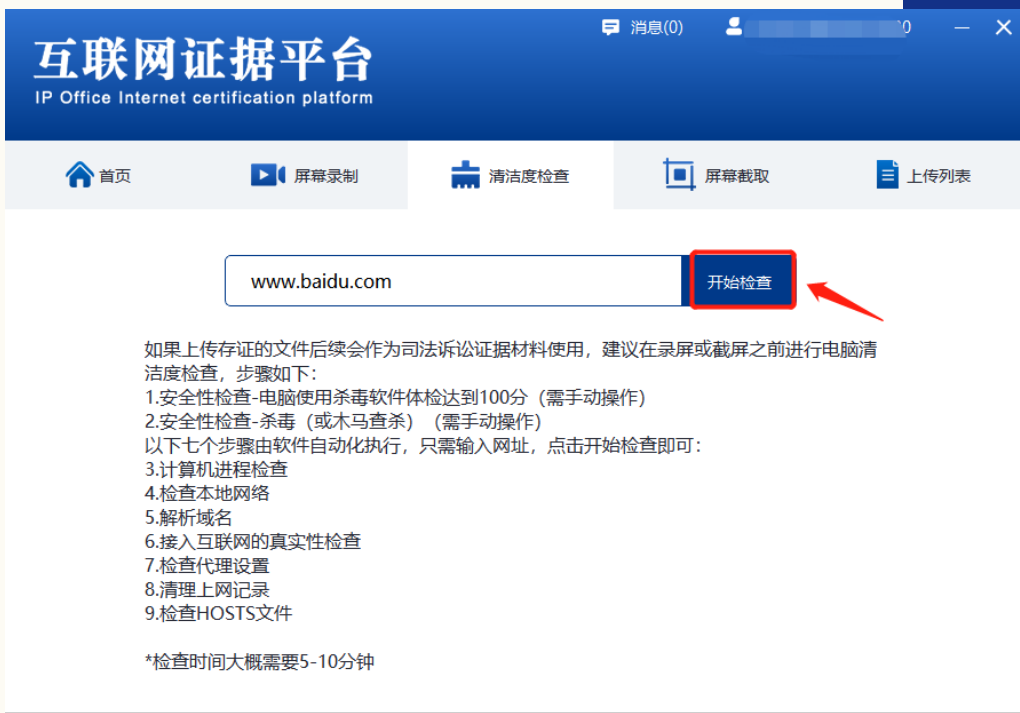 消息(0)
互联网证据平台
IP Office Internet certification platform
首页
屏幕录制
清洁度检查
屏幕截取
上传列表
www.baidu.com
开始检查
如果上传存证的文件后续会作为司法诉讼证据材料使用，建议在录屏或截屏之前进行电脑清
洁度检查，步骤如下：
1.安全性检查-电脑使用杀毒软件体检达到100分（需手动操作）
2.安全性检查-杀毒（或木马查杀）（需手动操作）
以下七个步骤由软件自动化执行，只需输入网址，点击开始检查即可：
3.计算机进程检查
4.检查本地网络
5.解析域名
6.接入互联网的真实性检查
7.检查代理设置
8.清理上网记录
9.检查HOSTS文件
*检查时间大概需要5-10分钟